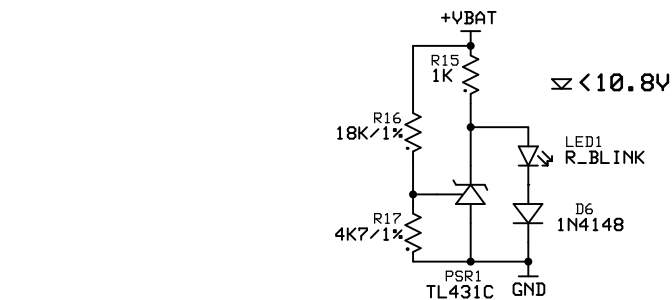 +VBAT
R15
1K
<10.8V
R16
18K/1%
LED1
R_BLINK
R17
4K7/1%
D6
1N4148
PSR1
TL431C
GND